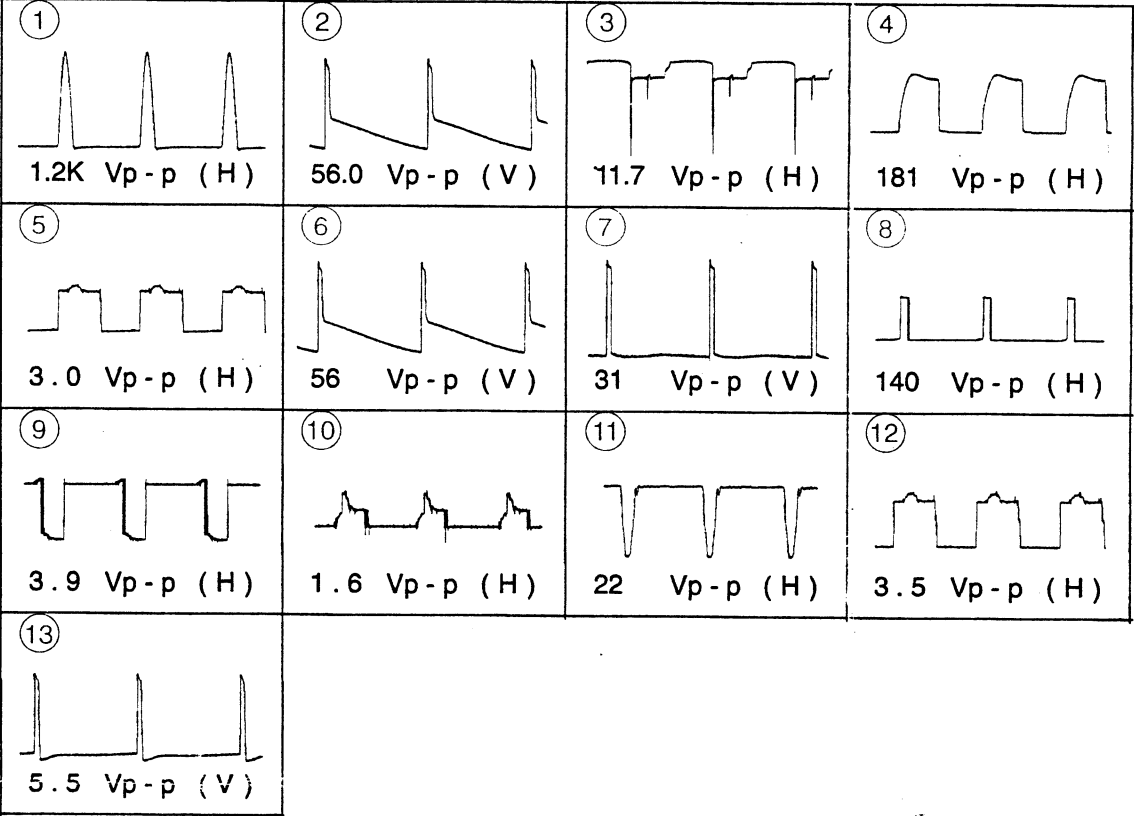 1
1.2K Vp-p (H)
2
56.0 Vp-p (V)
3
11.7 Vp-p (H)
4
181 Vp-p (H)
5
3.0 Vp-p (H)
6
56 Vp-p (V)
7
31 Vp-p (V)
8
140 Vp-p (H)
9
3.9 Vp-p (H)
10
1.6 Vp-p (H)
11
22 Vp-p (H)
12
3.5 Vp-p (H)
13
5.5 Vp-p (V)